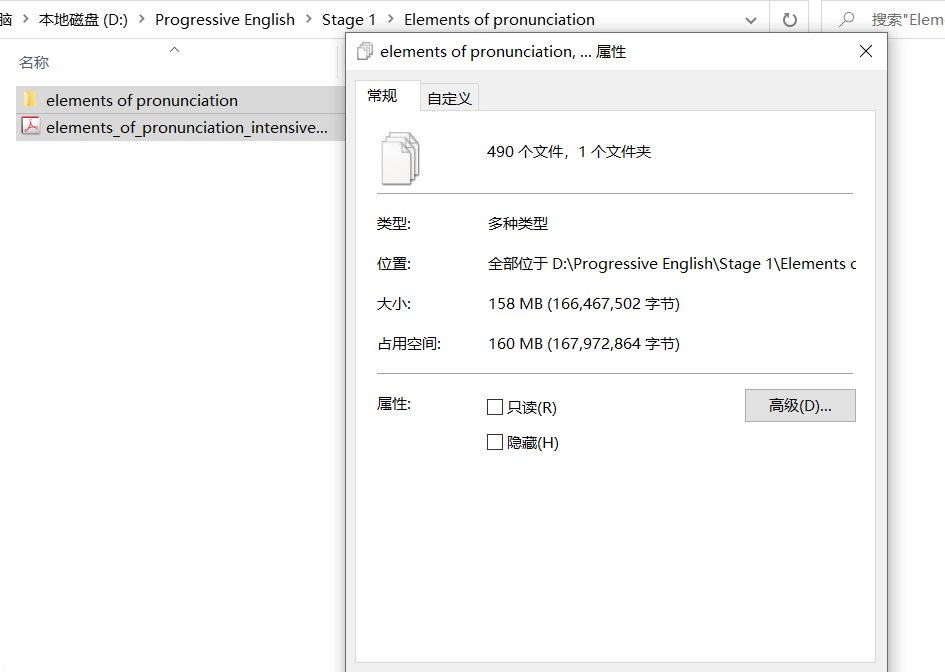 脑 > 本地磁盘 (D:) > Progressive English > Stage 1 > Elements of pronunciation
搜索"Elem
elements of pronunciation, ... 属性
名称
elements of pronunciation
elements_of_pronunciation_intensive...
常规
自定义
490 个文件，1 个文件夹
类型: 多种类型
位置: 全部位于 D:\Progressive English\Stage 1\Elements c
大小: 158 MB (166,467,502 字节)
占用空间: 160 MB (167,972,864 字节)
属性: 只读(R) 高级(D)...
隐藏(H)